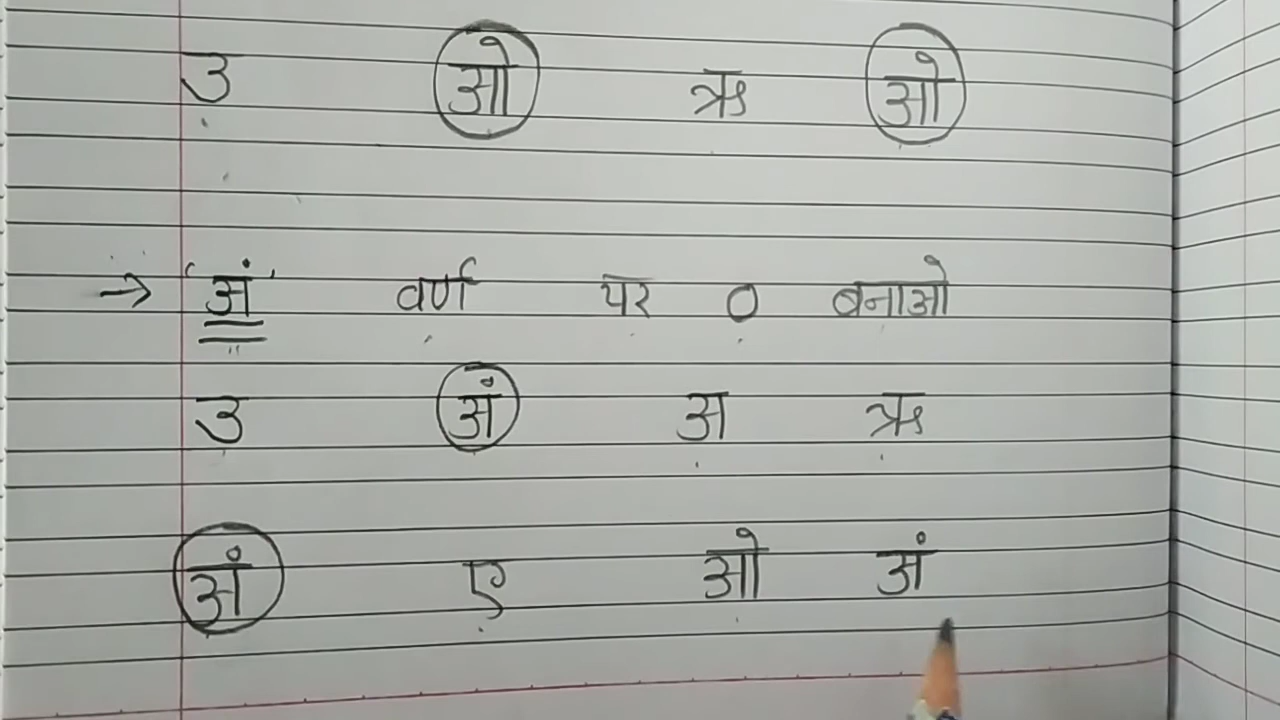 उ ओ ऋ ओ
→ 'अं' वर्ण पर ० बनाओ
उ अं अ ऋ
अं ए ओ अं